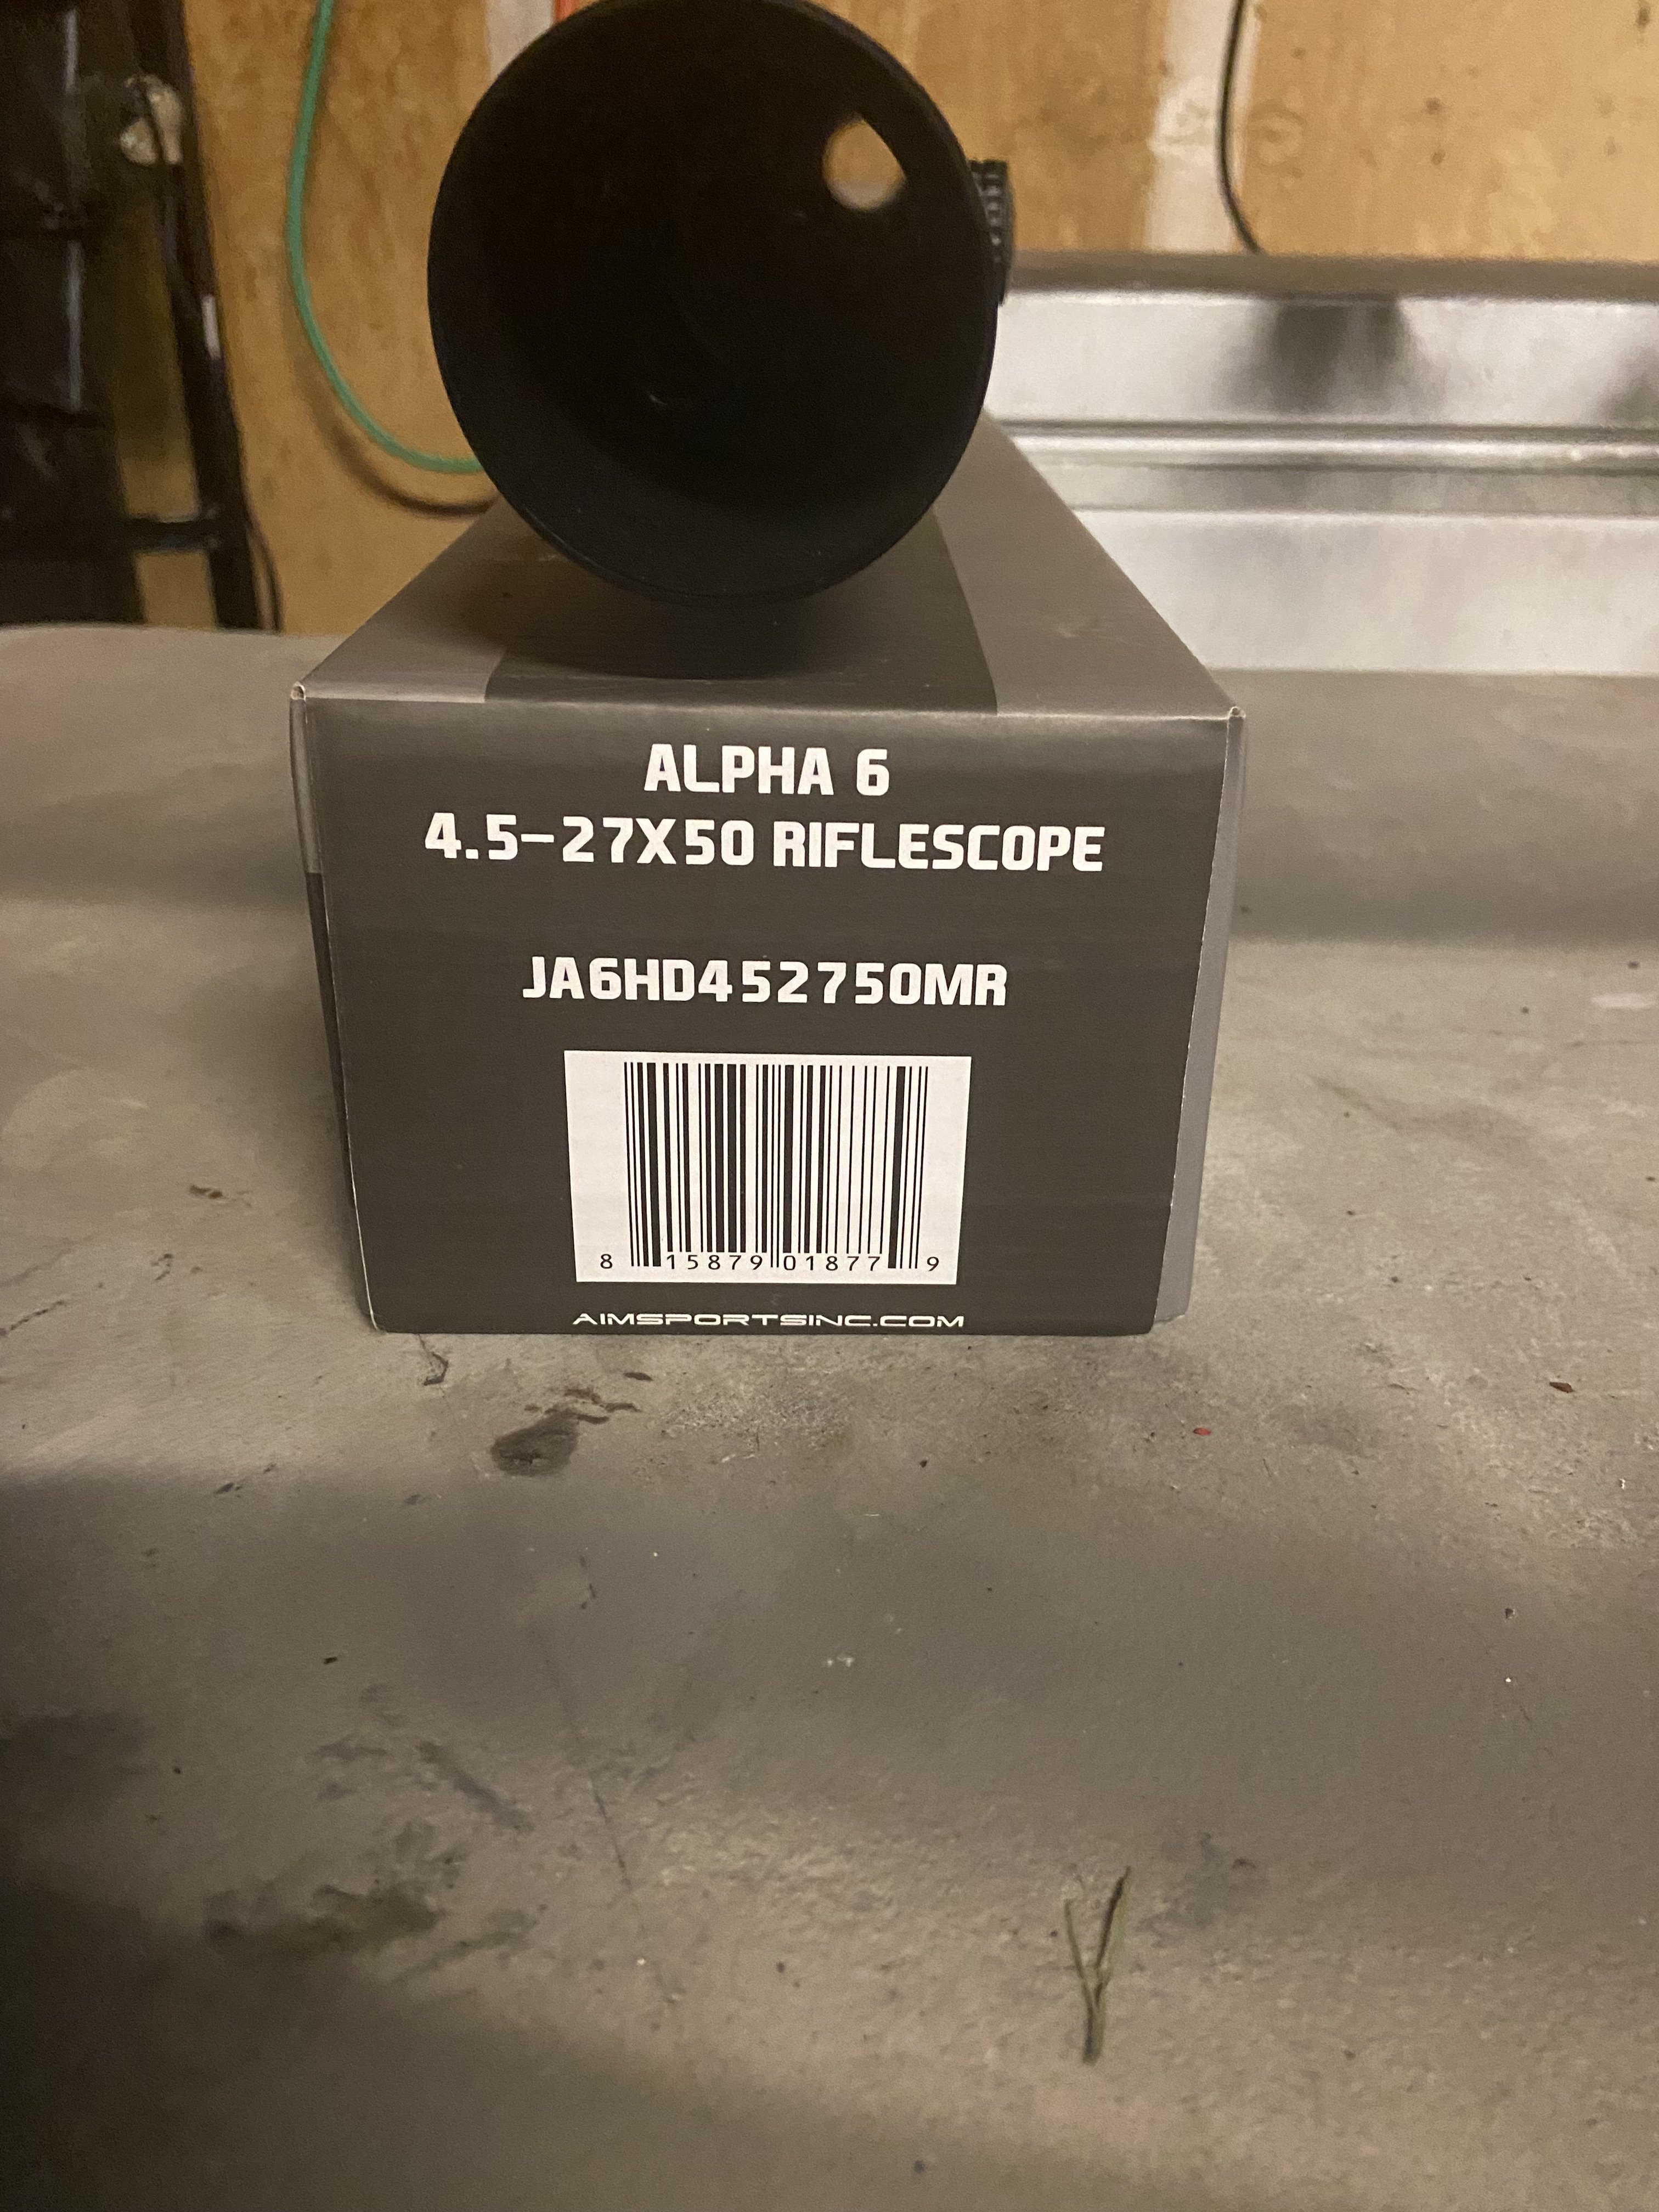 ALPHA 6
4.5-27X50 RIFLESCOPE
JA6HD452750MR
8 15879 01877 9
AIMSPORTSINC.COM